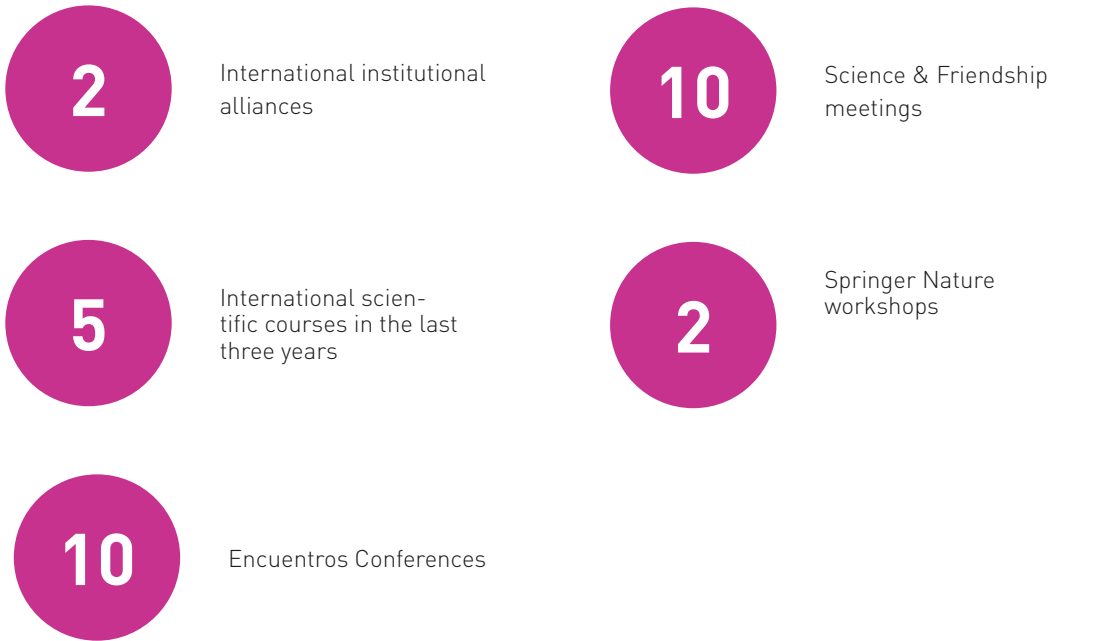 2
International institutional
alliances
5
International scien-
tific courses in the last
three years
10
Encuentros Conferences
10
Science & Friendship
meetings
2
Springer Nature
workshops